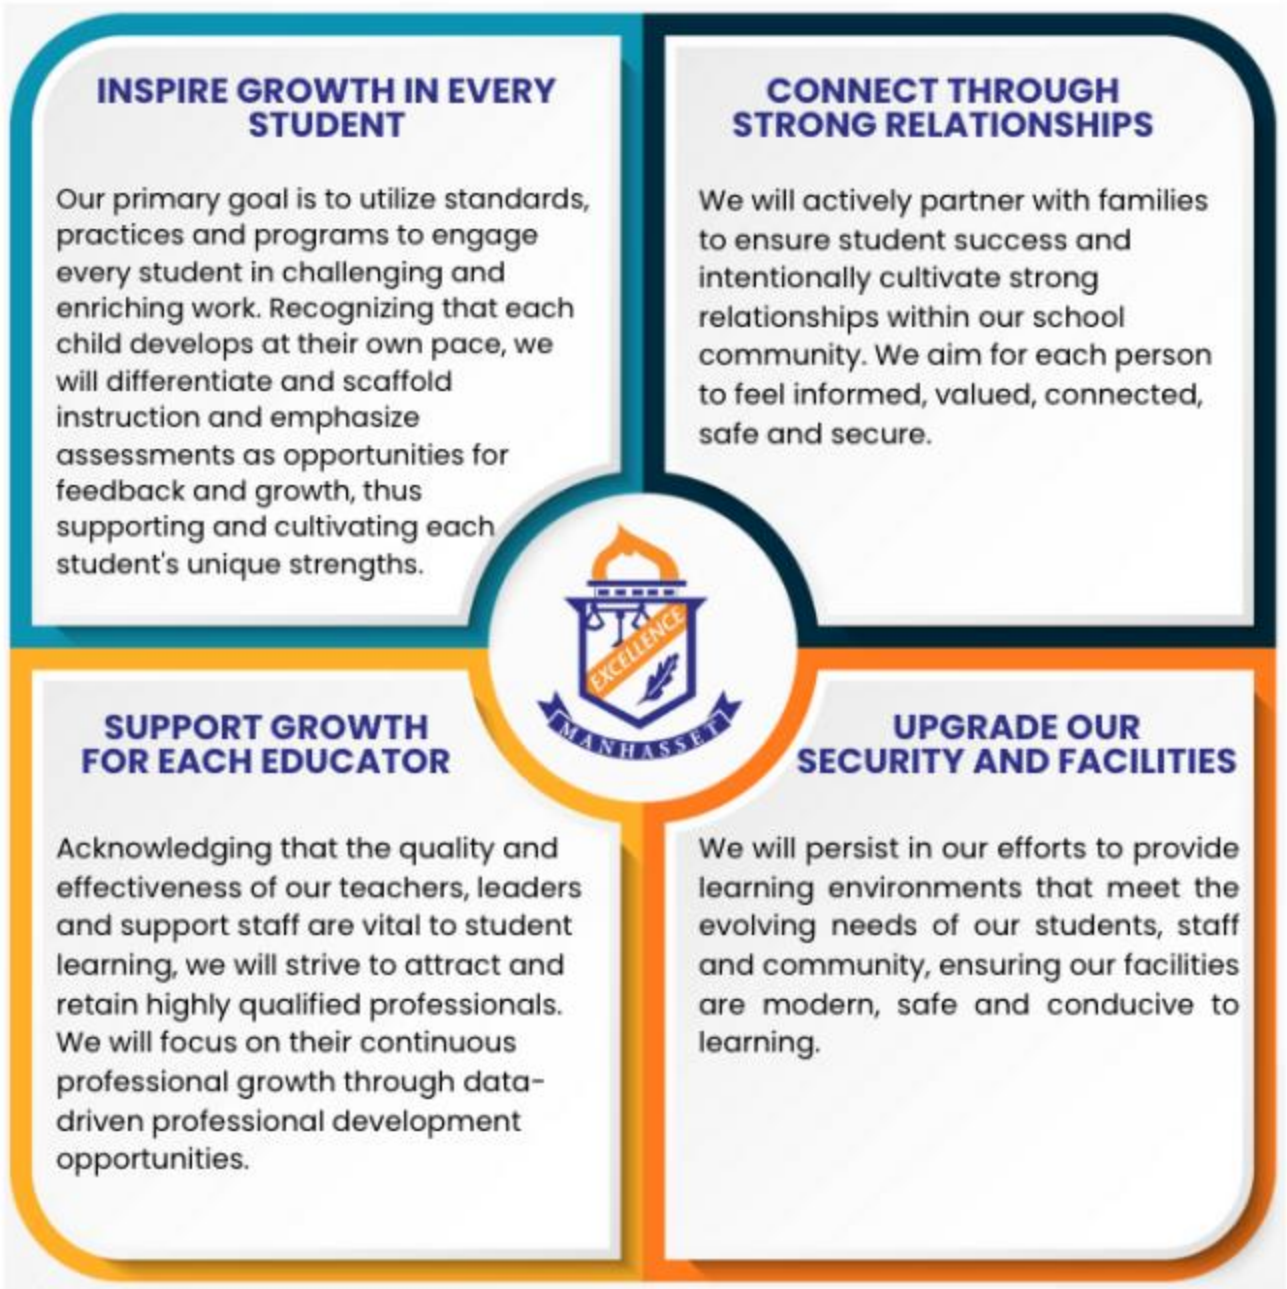 INSPIRE GROWTH IN EVERY
STUDENT
Our primary goal is to utilize standards,
practices and programs to engage
every student in challenging and
enriching work. Recognizing that each
child develops at their own pace, we
will differentiate and scaffold
instruction and emphasize
assessments as opportunities for
feedback and growth, thus
supporting and cultivating each
student's unique strengths.
CONNECT THROUGH
STRONG RELATIONSHIPS
We will actively partner with families
to ensure student success and
intentionally cultivate strong
relationships within our school
community. We aim for each person
to feel informed, valued, connected,
safe and secure.
EXCELLENCE
MANHASSET
SUPPORT GROWTH
FOR EACH EDUCATOR
Acknowledging that the quality and
effectiveness of our teachers, leaders
and support staff are vital to student
learning, we will strive to attract and
retain highly qualified professionals.
We will focus on their continuous
professional growth through data-
driven professional development
opportunities.
UPGRADE OUR
SECURITY AND FACILITIES
We will persist in our efforts to provide
learning environments that meet the
evolving needs of our students, staff
and community, ensuring our facilities
are modern, safe and conducive to
learning.